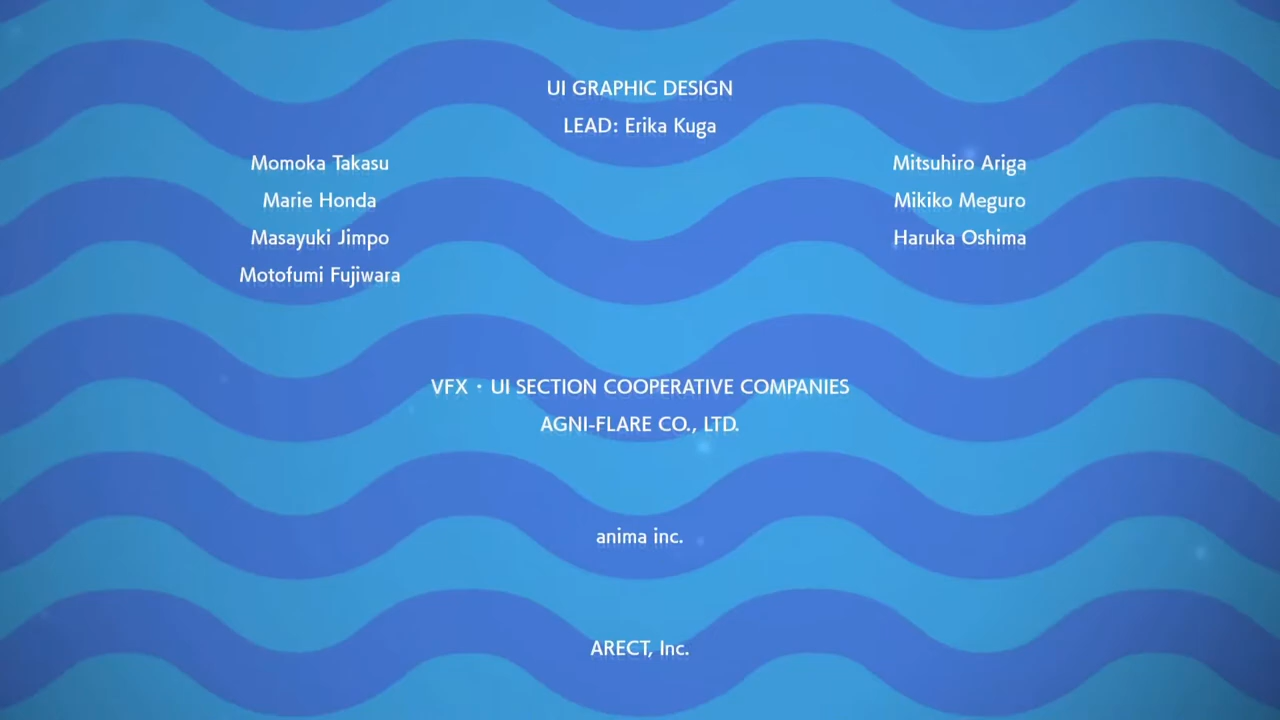 UI GRAPHIC DESIGN
LEAD: Erika Kuga
Momoka Takasu Mitsuhiro Ariga
Marie Honda Mikiko Meguro
Masayuki Jimpo Haruka Oshima
Motofumi Fujiwara
VFX・UI SECTION COOPERATIVE COMPANIES
AGNI-FLARE CO., LTD.
anima inc.
ARECT, Inc.